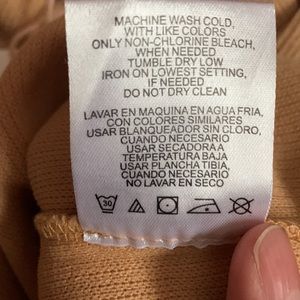 MACHINE WASH COLD,
WITH LIKE COLORS
ONLY NON-CHLORINE BLEACH,
WHEN NEEDED
TUMBLE DRY LOW
IRON ON LOWEST SETTING,
IF NEEDED
DO NOT DRY CLEAN
LAVAR EN MAQUINA EN AGUA FRIA,
CON COLORES SIMILARES
USAR BLANQUEADOR SIN CLORO,
CUANDO NECESARIO
USAR SECADORA A
TEMPERATURA BAJA
USAR PLANCHA TIBIA,
CUANDO NECESARIO
NO LAVAR EN SECO
30